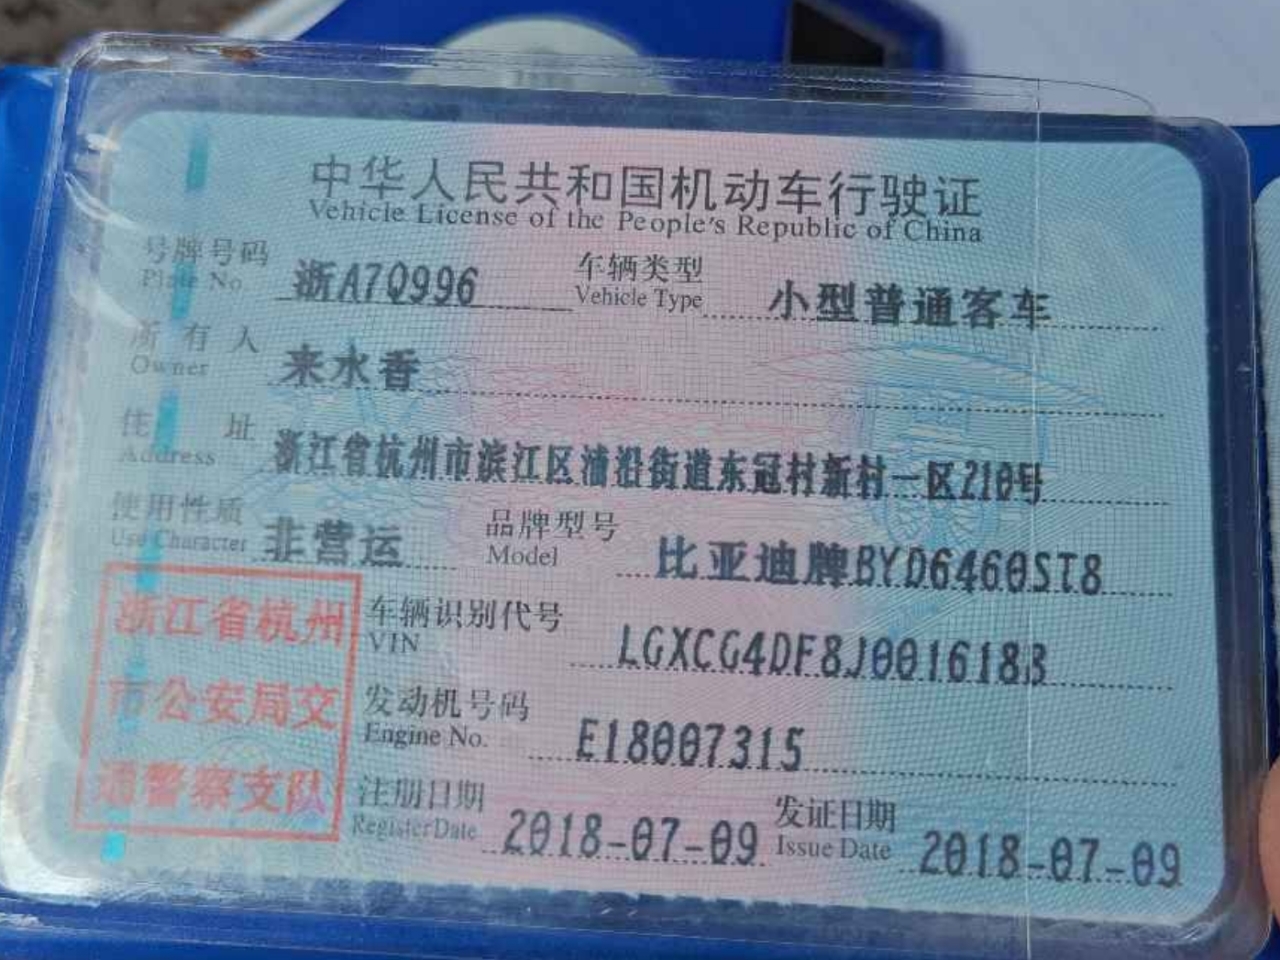 中华人民共和国机动车行驶证
Vehicle License of the People's Republic of China
号牌号码 浙A7Q996 车辆类型 小型普通客车
Plate No. Vehicle Type
所有人 来水香
Owner
住址 浙江省杭州市滨江区浦沿街道东冠村新村一区210号
Address
使用性质 非营运 品牌型号 比亚迪牌BYD6460ST8
Use Character Model
浙江省杭州
市公安局交
通警察支队
车辆识别代号 LGXCG4DF8J0016183
VIN
发动机号码 E18007315
Engine No.
注册日期 2018-07-09 发证日期 2018-07-09
Register Date Issue Date